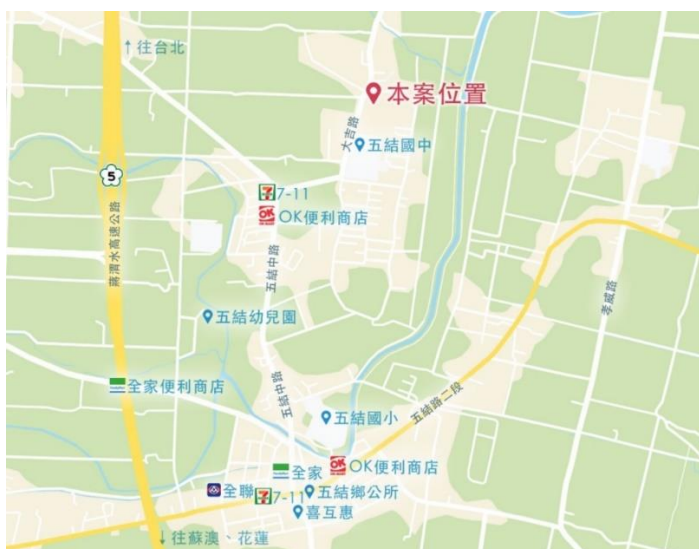 ↑往台北
本案位置
大吉路
五結國中
5
7-11
OK便利商店
蔣渭水高速公路
五結中路
孝威路
五結幼兒園
全家便利商店
五結中路
五結路二段
五結國小
OK
OK便利商店
全家
全聯
7-11
五結鄉公所
喜互惠
↓往蘇澳、花蓮